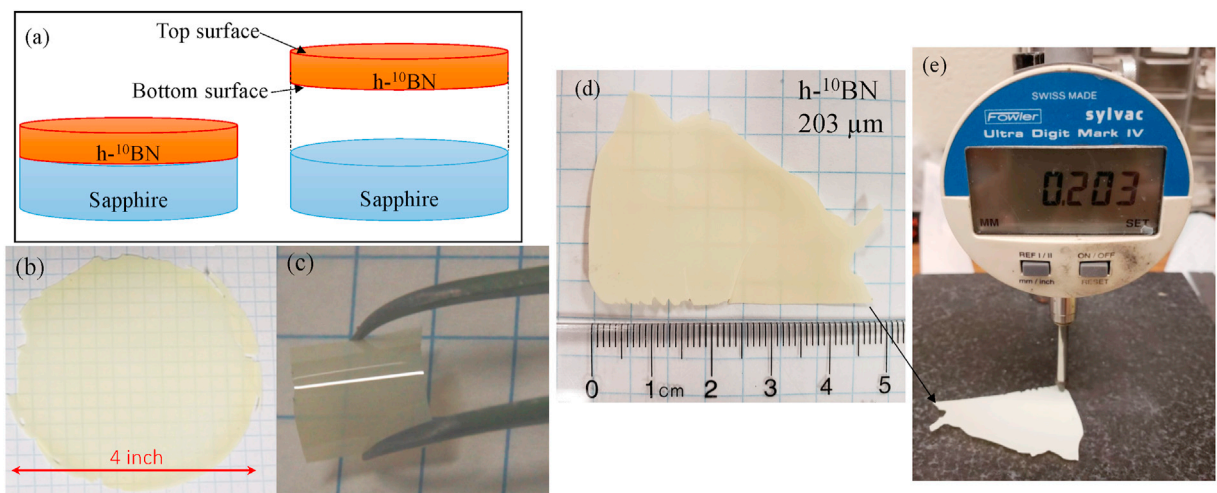 (a)
Top surface
h-¹⁰BN
Bottom surface
h-¹⁰BN
Sapphire
Sapphire
(b)
4 inch
(c)
(d)
h-¹⁰BN
203 µm
0 1cm 2 3 4 5
(e)
SWISS MADE
Fowler sylvac
Ultra Digit Mark IV
0.203
MM SET
REF I / II ON / OFF
mm / inch RESET